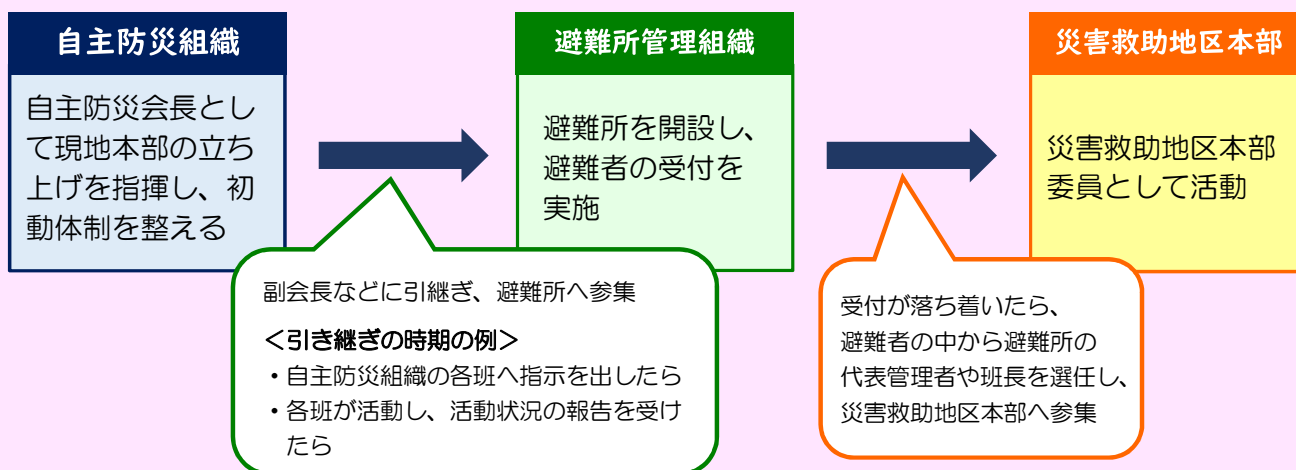 自主防災組織
自主防災会長とし
て現地本部の立ち
上げを指揮し、初
動体制を整える
避難所管理組織
避難所を開設し、
避難者の受付を
実施
災害救助地区本部
災害救助地区本部
委員として活動
副会長などに引継ぎ、避難所へ参集
＜引き継ぎの時期の例＞
・自主防災組織の各班へ指示を出したら
・各班が活動し、活動状況の報告を受け
たら
受付が落ち着いたら、
避難者の中から避難所の
代表管理者や班長を選任し、
災害救助地区本部へ参集